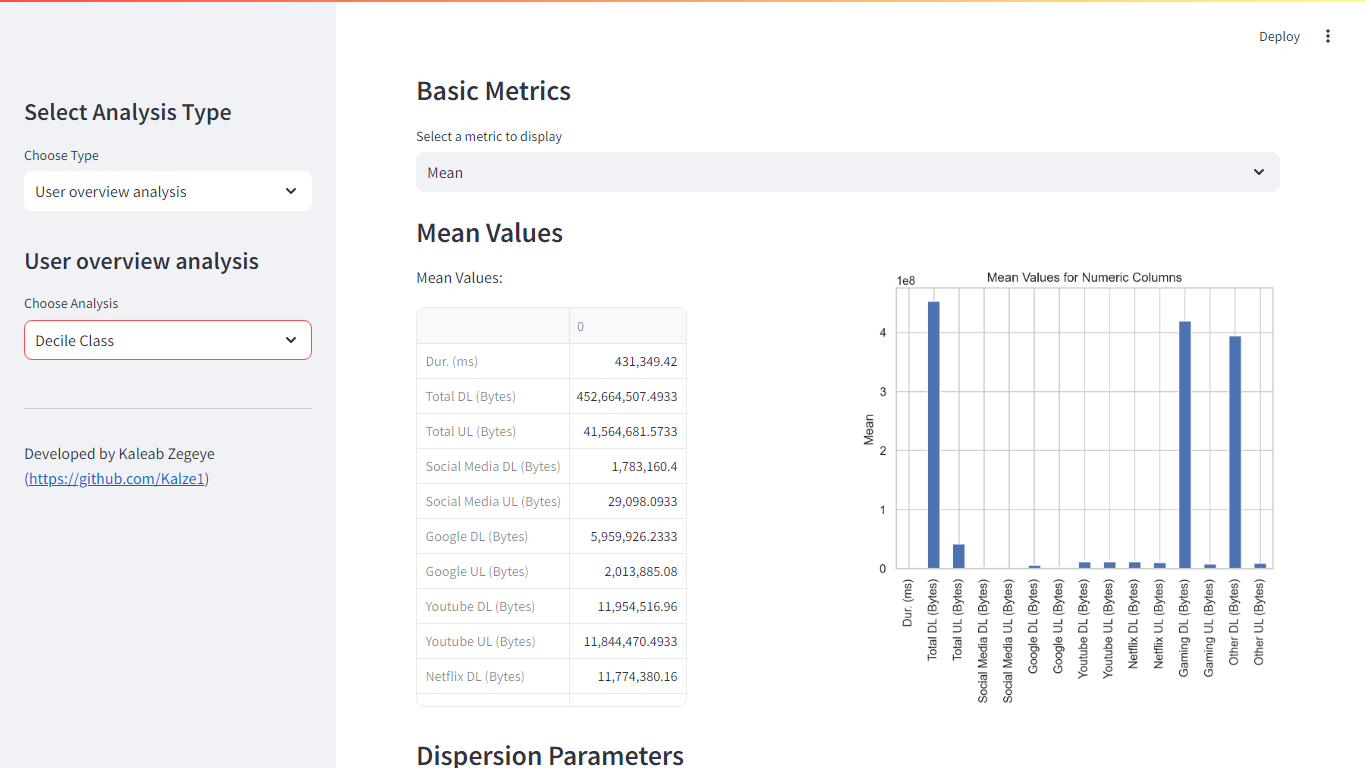 Deploy
Select Analysis Type
Choose Type
User overview analysis
User overview analysis
Choose Analysis
Decile Class
Developed by Kaleab Zegeye
(https://github.com/Kalze1)
Basic Metrics
Select a metric to display
Mean
Mean Values
Mean Values:
0
Dur. (ms) 431,349.42
Total DL (Bytes) 452,664,507.4933
Total UL (Bytes) 41,564,681.5733
Social Media DL (Bytes) 1,783,160.4
Social Media UL (Bytes) 29,098.0933
Google DL (Bytes) 5,959,926.2333
Google UL (Bytes) 2,013,885.08
Youtube DL (Bytes) 11,954,516.96
Youtube UL (Bytes) 11,844,470.4933
Netflix DL (Bytes) 11,774,380.16
Mean Values for Numeric Columns
1e8
4
3
2
1
0
Mean
Dur. (ms)
Total DL (Bytes)
Total UL (Bytes)
Social Media DL (Bytes)
Social Media UL (Bytes)
Google DL (Bytes)
Google UL (Bytes)
Youtube DL (Bytes)
Youtube UL (Bytes)
Netflix DL (Bytes)
Netflix UL (Bytes)
Gaming DL (Bytes)
Gaming UL (Bytes)
Other DL (Bytes)
Other UL (Bytes)
Dispersion Parameters